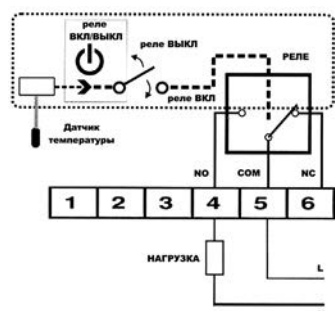 реле
ВКЛ/ВЫКЛ
реле ВЫКЛ
РЕЛЕ
реле ВКЛ
Датчик
температуры
NO COM NC
1 2 3 4 5 6
НАГРУЗКА
L